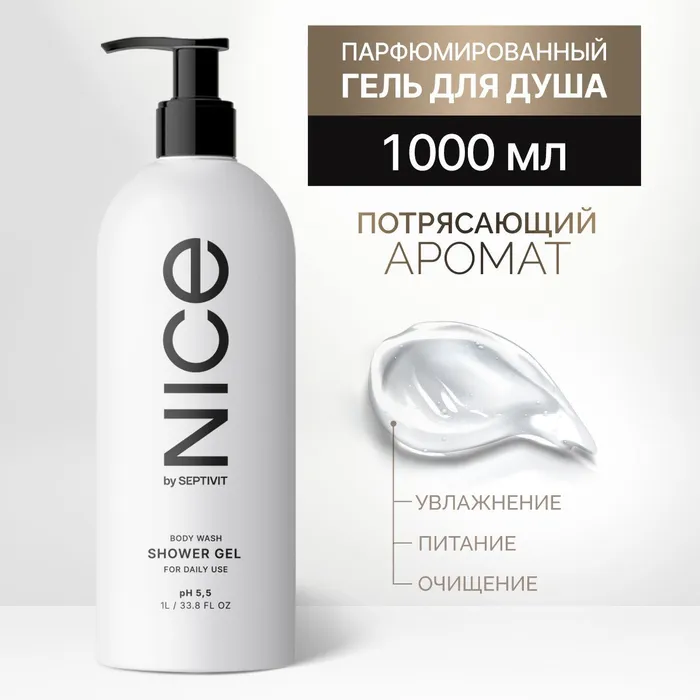 ПАРФЮМИРОВАННЫЙ
ГЕЛЬ ДЛЯ ДУША
1000 мл
ПОТРЯСАЮЩИЙ
АРОМАТ
УВЛАЖНЕНИЕ
ПИТАНИЕ
ОЧИЩЕНИЕ
NICe
by SEPTIVIT
BODY WASH
SHOWER GEL
FOR DAILY USE
pH 5,5
1L / 33.8 FL OZ